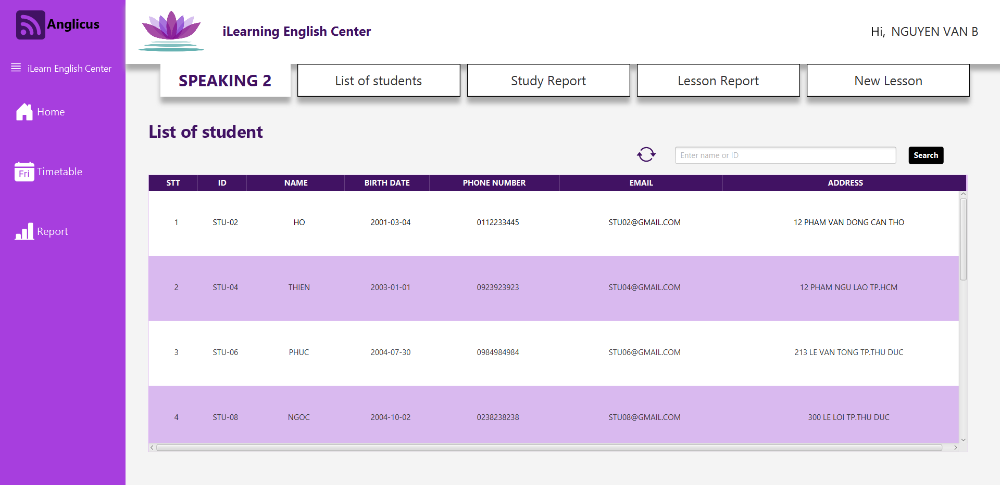 Anglicus
iLearn English Center
Home
Fri
Timetable
Report
iLearning English Center
Hi, NGUYEN VAN B
SPEAKING 2
List of students
Study Report
Lesson Report
New Lesson
List of student
Enter name or ID
Search
STT ID NAME BIRTH DATE PHONE NUMBER EMAIL ADDRESS
1 STU-02 HO 2001-03-04 0112233445 STU02@GMAIL.COM 12 PHAM VAN DONG CAN THO
2 STU-04 THIEN 2003-01-01 0923923923 STU04@GMAIL.COM 12 PHAM NGU LAO TP.HCM
3 STU-06 PHUC 2004-07-30 0984984984 STU06@GMAIL.COM 213 LE VAN TONG TP.THU DUC
4 STU-08 NGOC 2004-10-02 0238238238 STU08@GMAIL.COM 300 LE LOI TP.THU DUC